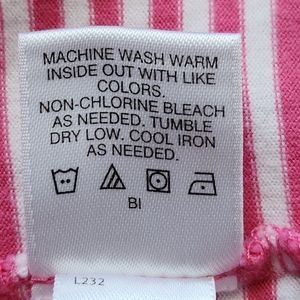 MACHINE WASH WARM
INSIDE OUT WITH LIKE
COLORS.
NON-CHLORINE BLEACH
AS NEEDED. TUMBLE
DRY LOW. COOL IRON
AS NEEDED.
BI
L232